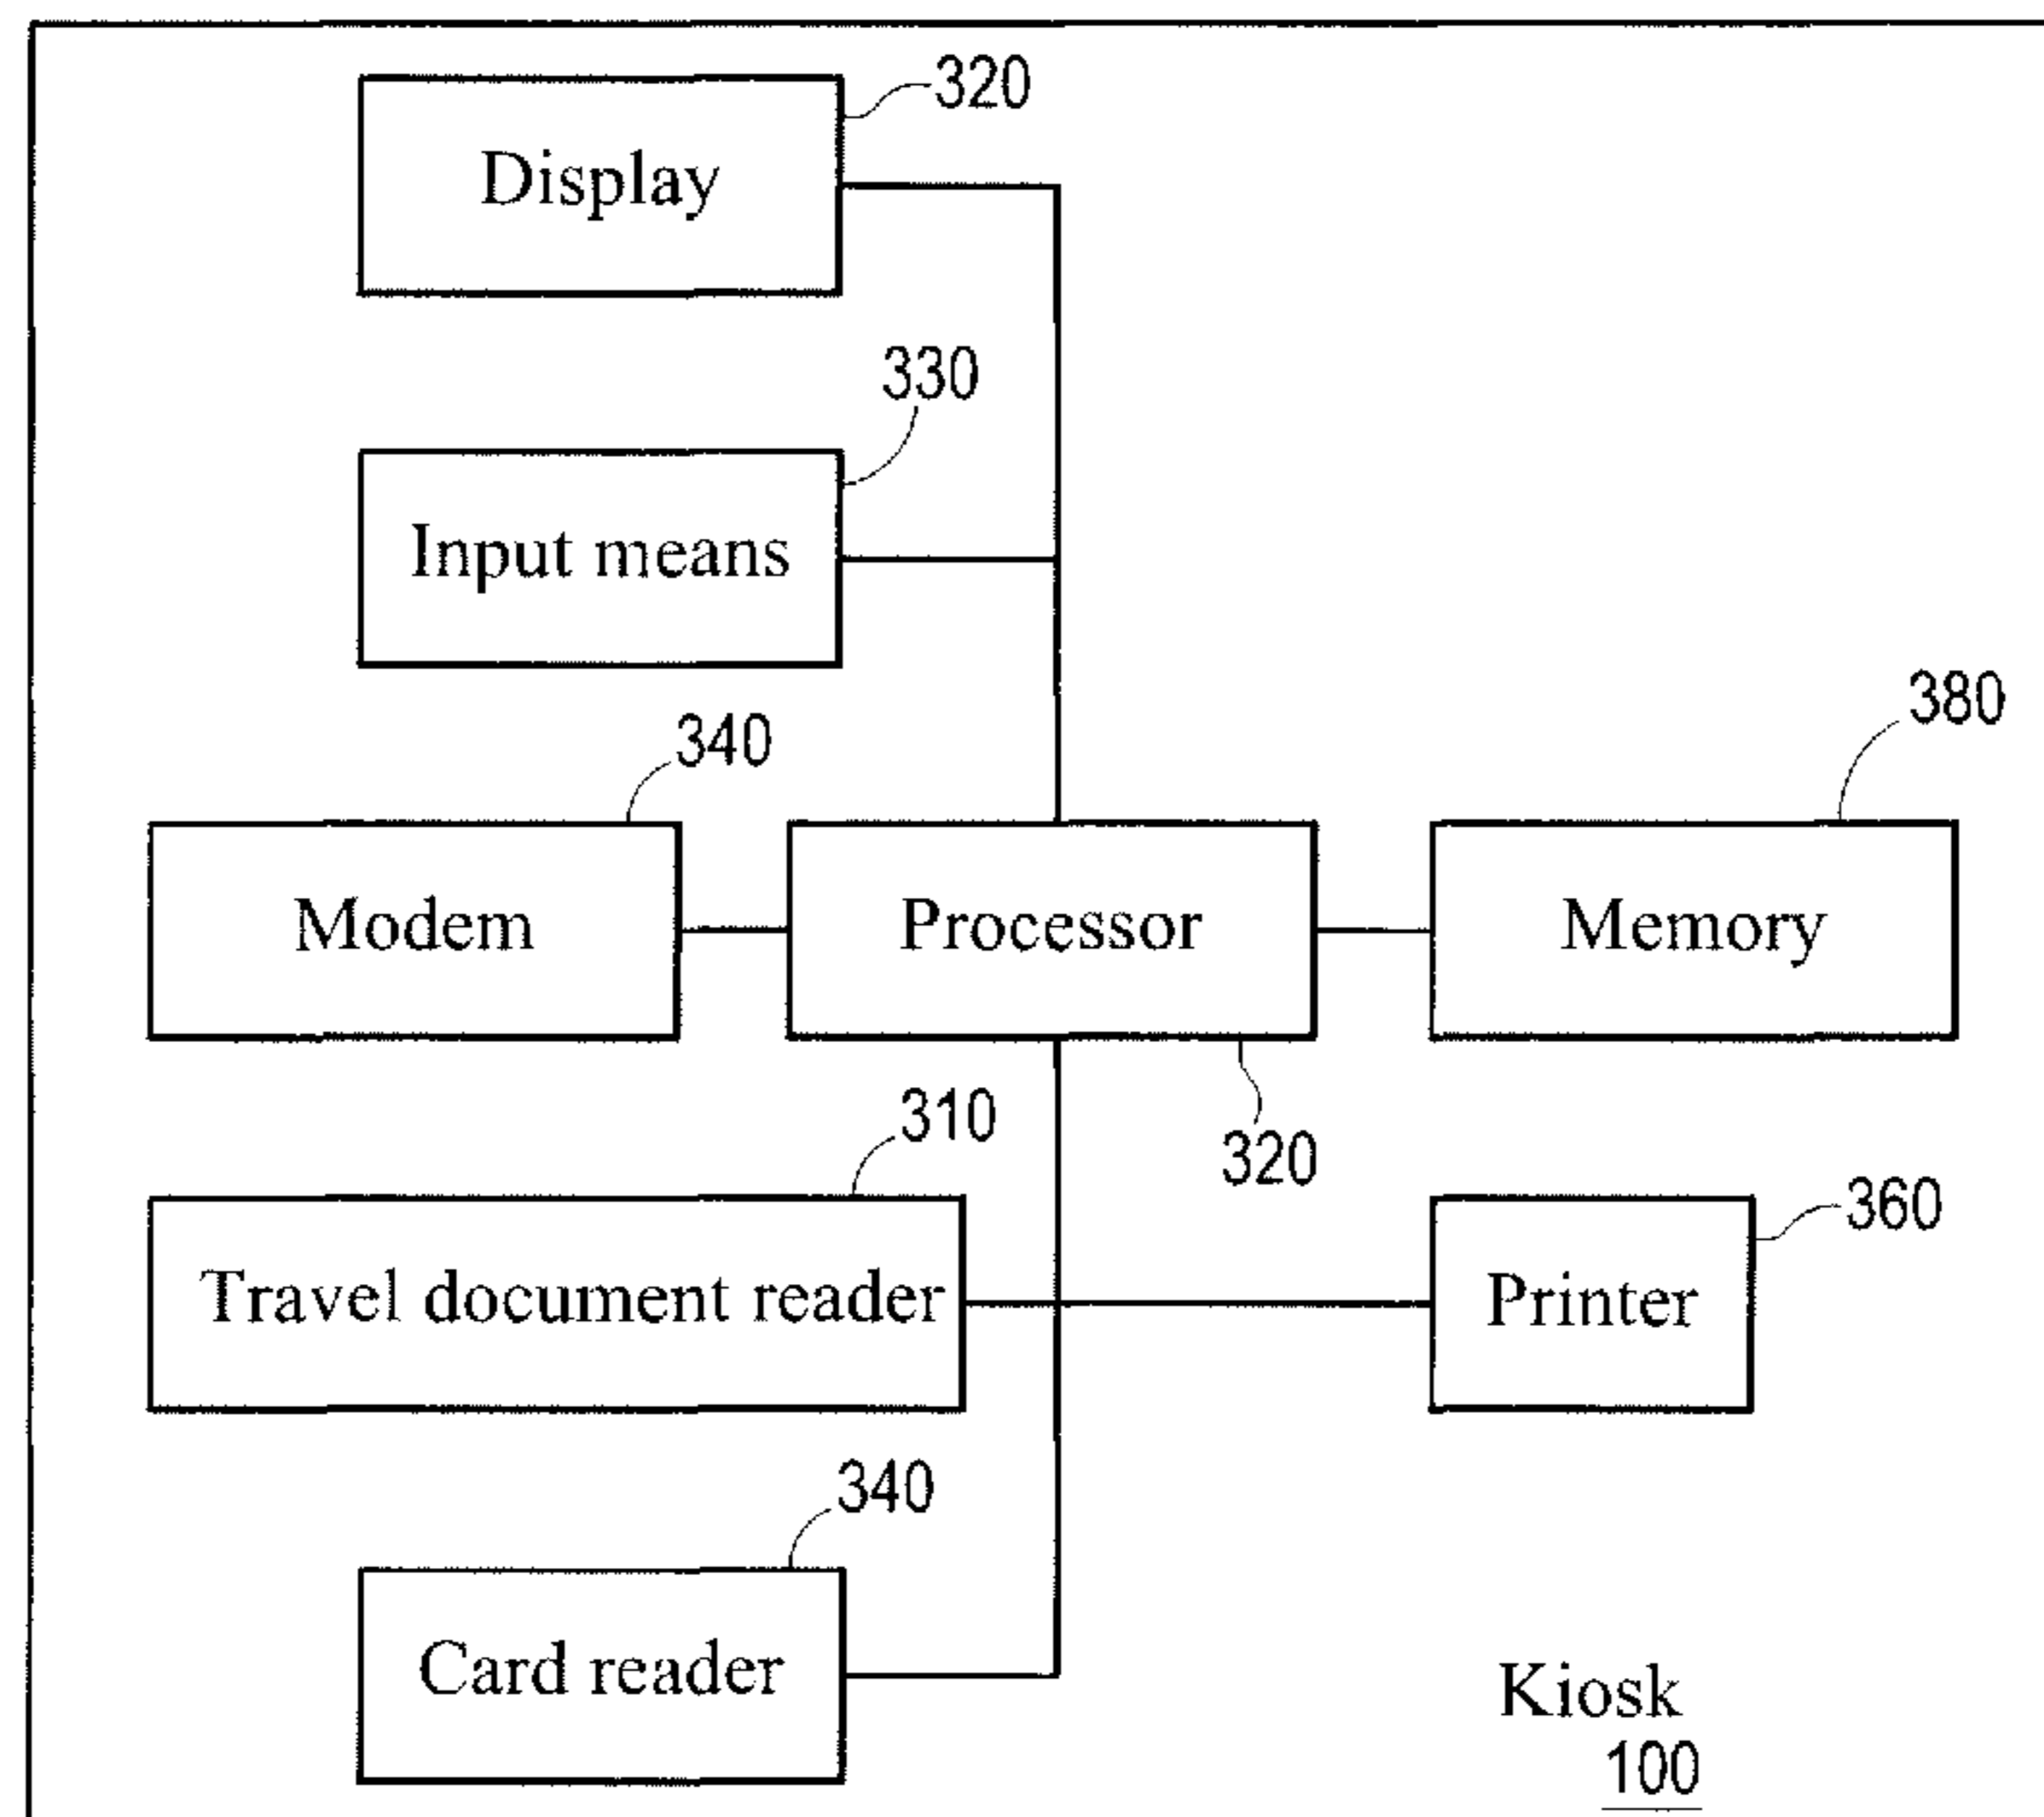 320
Display
330
Input means
340
380
Modem
Processor
Memory
310
320
360
Travel document reader
Printer
340
Card reader
Kiosk
100